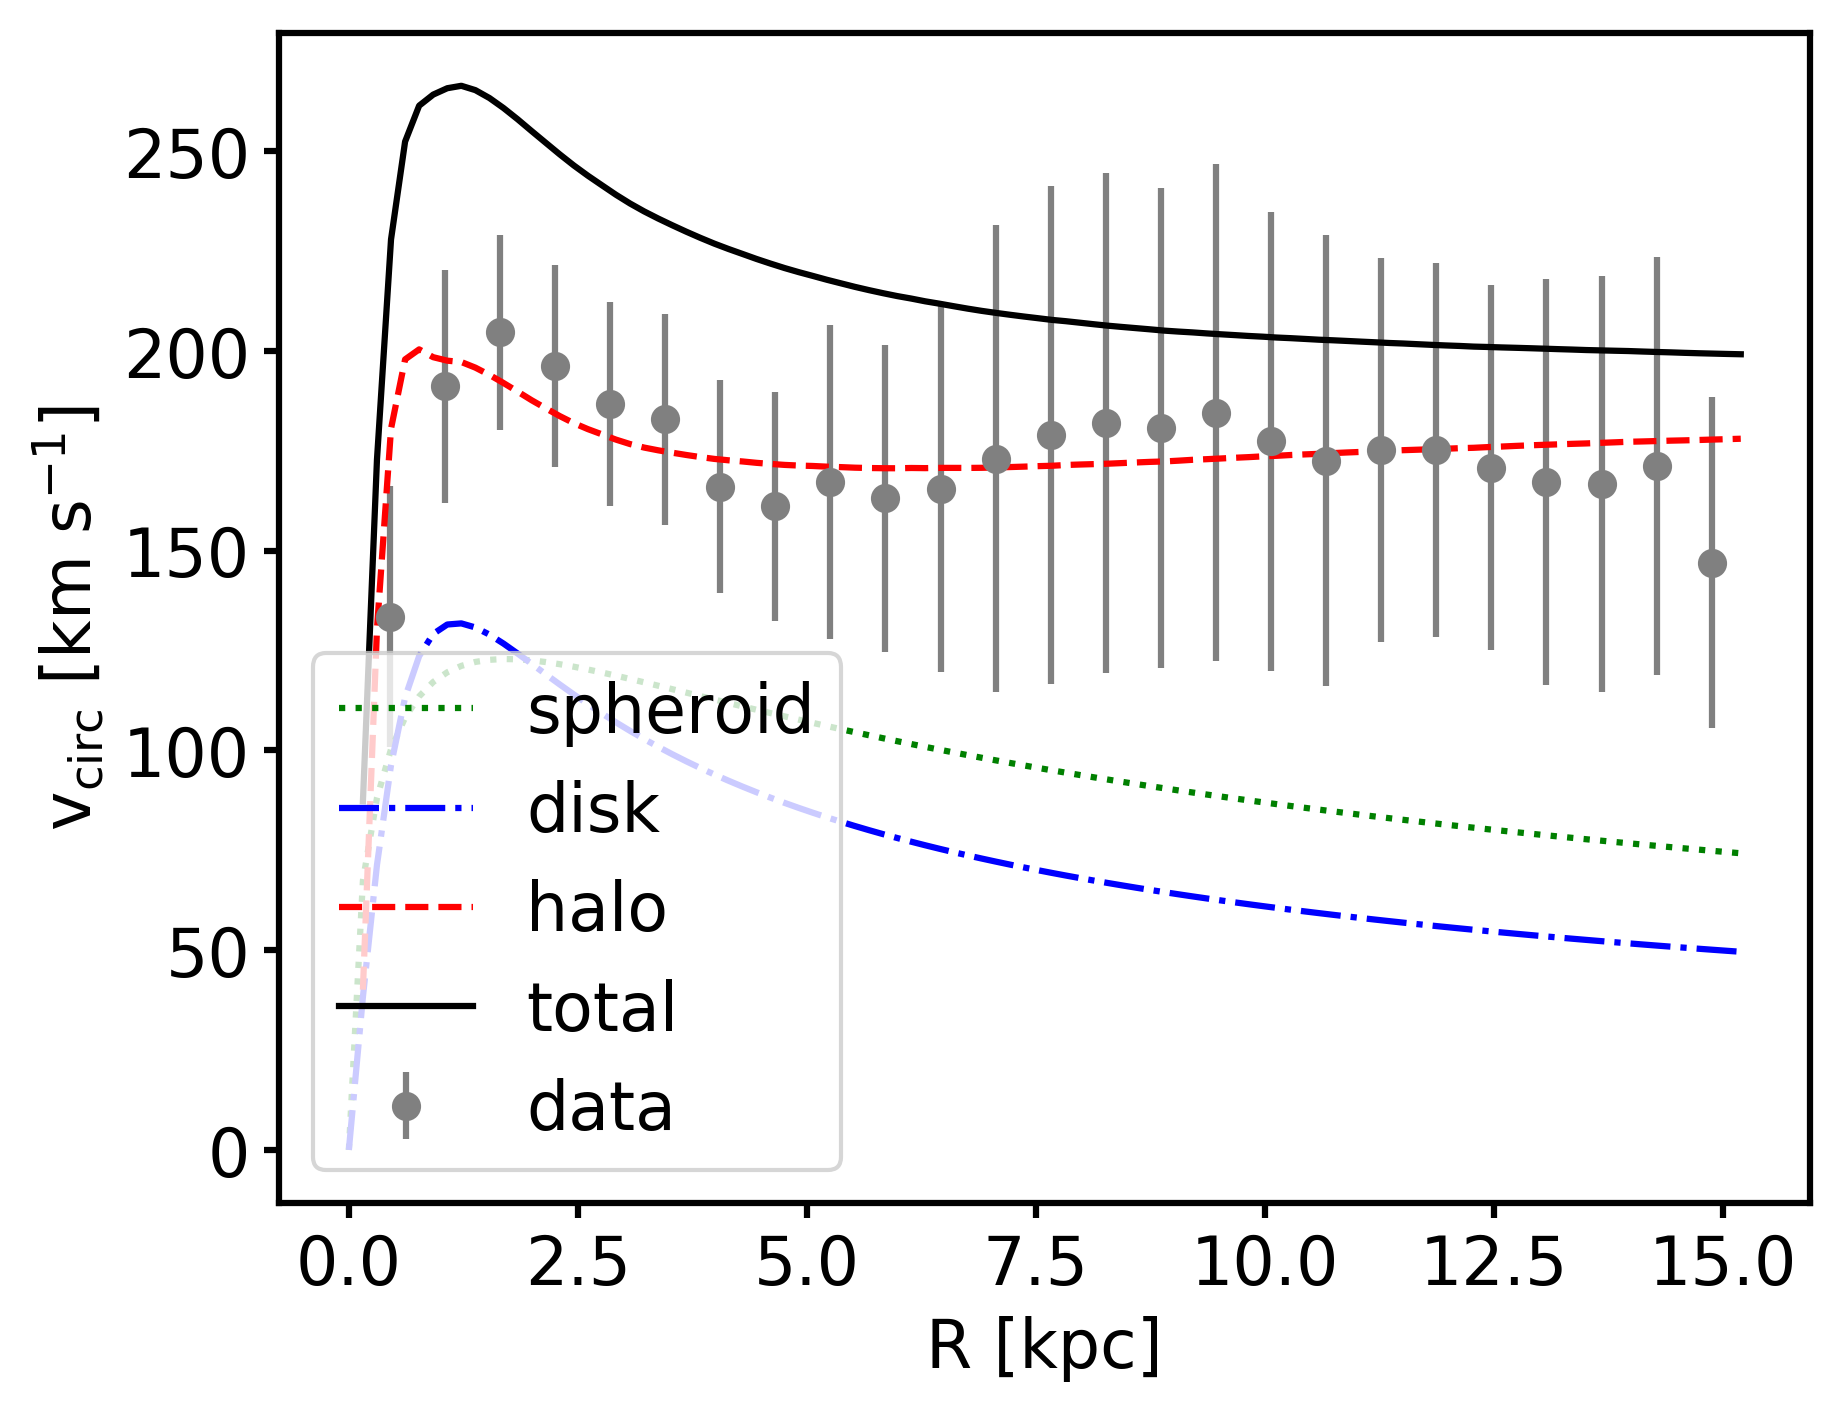 250
200
150
100
50
0
v_circ [km s⁻¹]
spheroid
disk
halo
total
data
0.0 2.5 5.0 7.5 10.0 12.5 15.0
R [kpc]